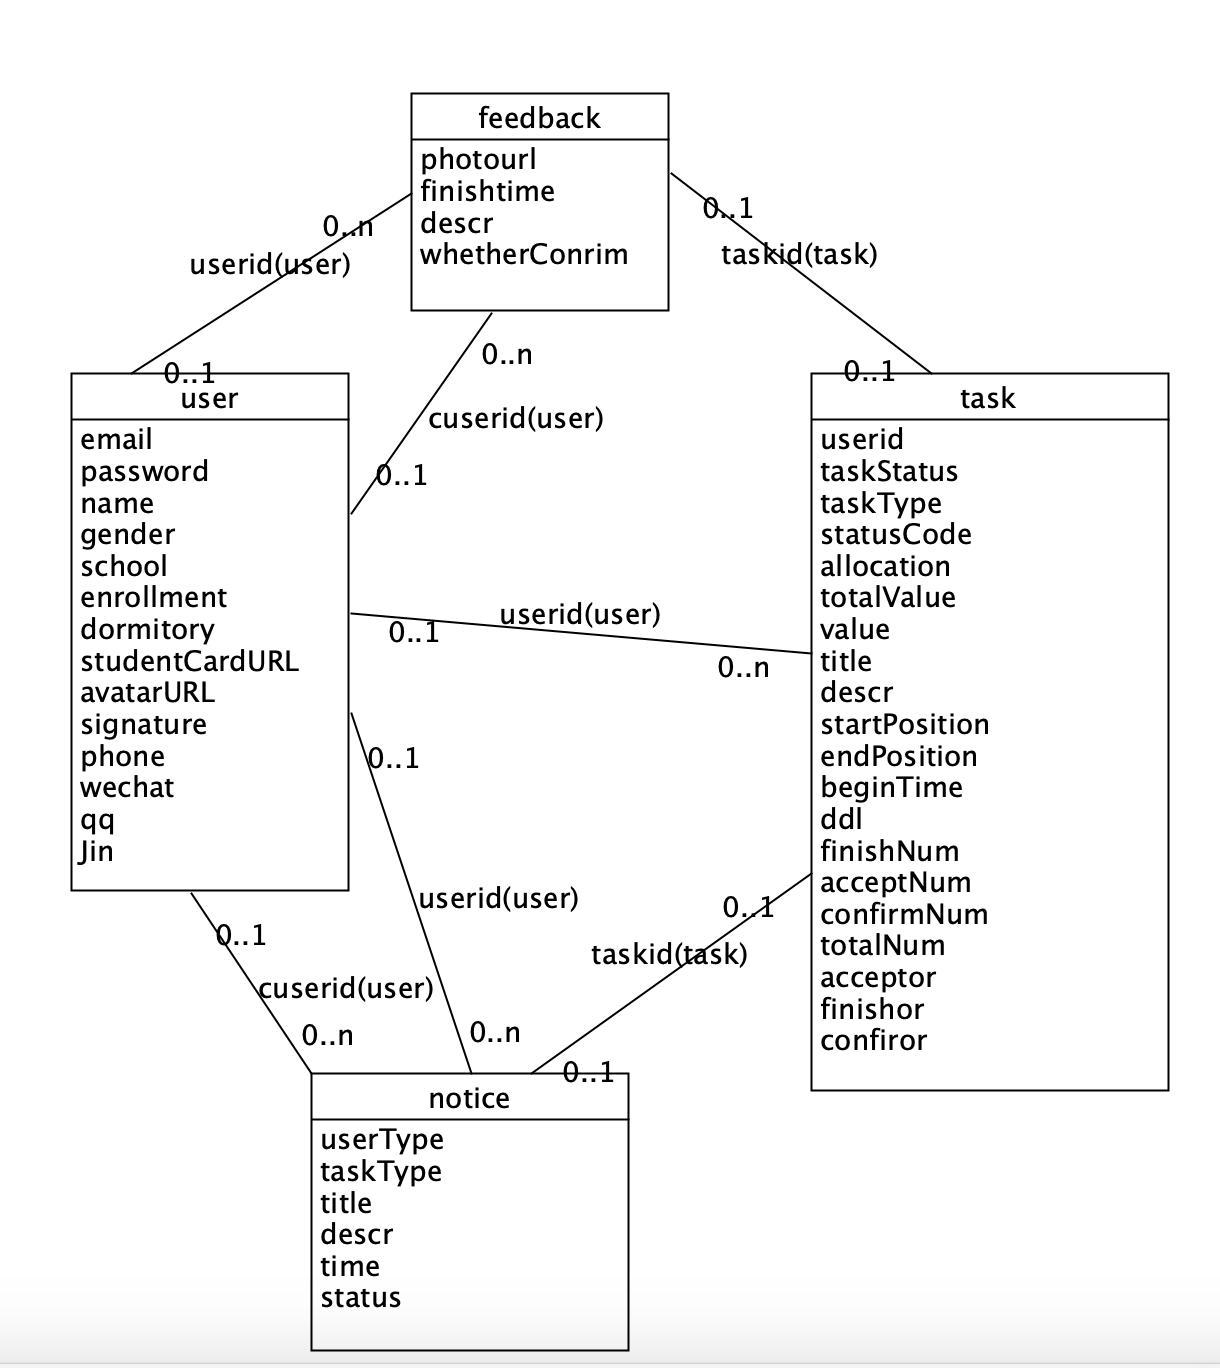 feedback
photourl
finishtime
descr
whetherConrim
0..n
userid(user)
0..1
0..1
taskid(task)
0..1
0..n
cuserid(user)
0..1
user
email
password
name
gender
school
enrollment
dormitory
studentCardURL
avatarURL
signature
phone
wechat
qq
Jin
task
userid
taskStatus
taskType
statusCode
allocation
totalValue
value
title
descr
startPosition
endPosition
beginTime
ddl
finishNum
acceptNum
confirmNum
totalNum
acceptor
finishor
confiror
userid(user)
0..1
0..n
0..1
userid(user)
0..n
0..1
taskid(task)
0..1
0..1
cuserid(user)
0..n
notice
userType
taskType
title
descr
time
status